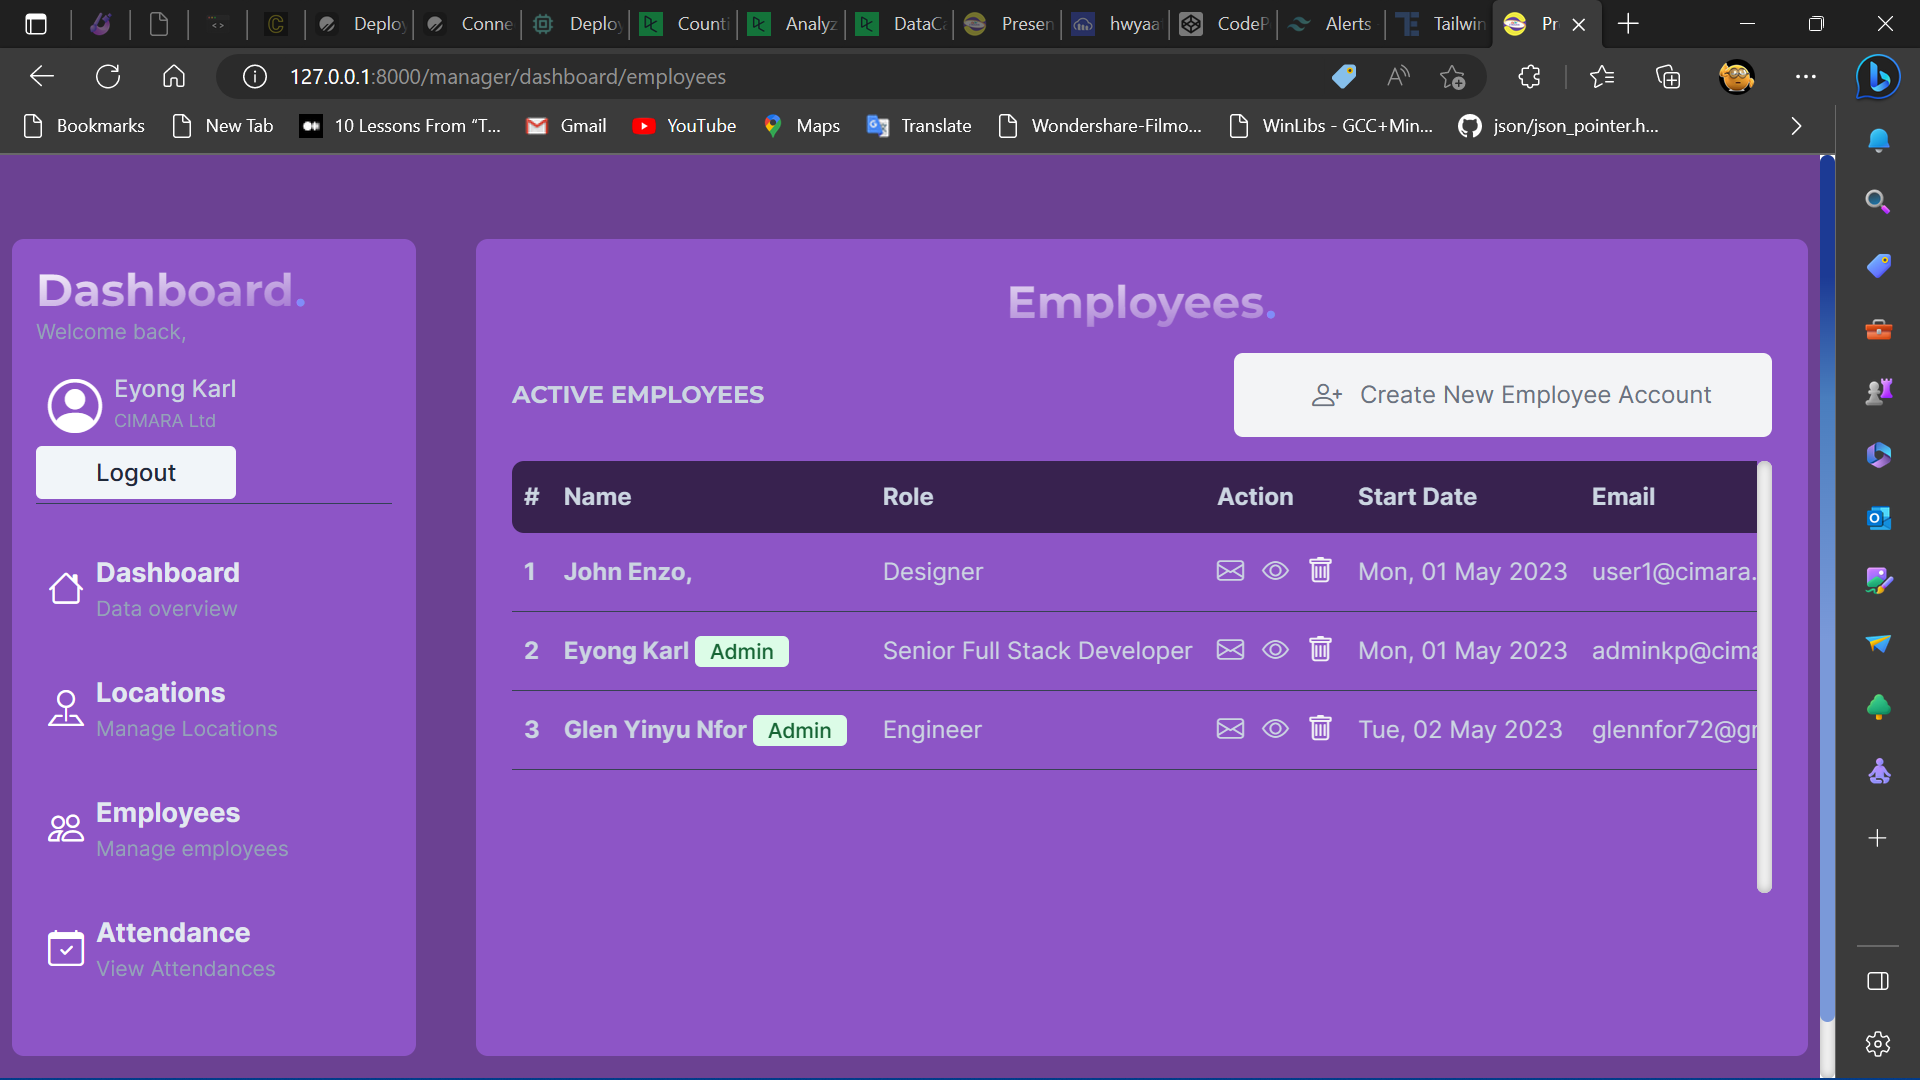 Deploy Conne Deploy Counti Analyz DataCa Presen hwyaa CodeP Alerts Tailwin Pr
127.0.0.1:8000/manager/dashboard/employees
Bookmarks New Tab 10 Lessons From “T... Gmail YouTube Maps Translate Wondershare-Filmo... WinLibs - GCC+Min... json/json_pointer.h...
Dashboard.
Welcome back,
Eyong Karl
CIMARA Ltd
Logout
Dashboard
Data overview
Locations
Manage Locations
Employees
Manage employees
Attendance
View Attendances
Employees.
ACTIVE EMPLOYEES
Create New Employee Account
# Name Role Action Start Date Email
1 John Enzo, Designer Mon, 01 May 2023 user1@cimara.
2 Eyong Karl Admin Senior Full Stack Developer Mon, 01 May 2023 adminkp@cima
3 Glen Yinyu Nfor Admin Engineer Tue, 02 May 2023 glennfor72@gm